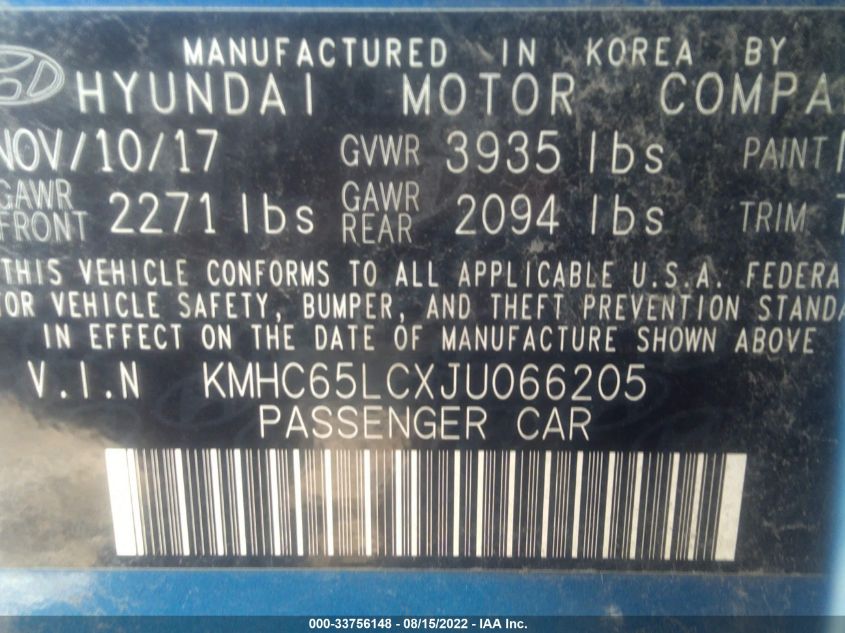 MANUFACTURED IN KOREA BY
HYUNDAI MOTOR COMPA
NOV/10/17 GVWR 3935 lbs PAINT
GAWR FRONT 2271 lbs GAWR REAR 2094 lbs TRIM
THIS VEHICLE CONFORMS TO ALL APPLICABLE U.S.A. FEDERA
OR VEHICLE SAFETY, BUMPER, AND THEFT PREVENTION STANDA
IN EFFECT ON THE DATE OF MANUFACTURE SHOWN ABOVE
V.I.N KMHC65LCXJU066205
PASSENGER CAR
000-33756148 - 08/15/2022 - IAA Inc.